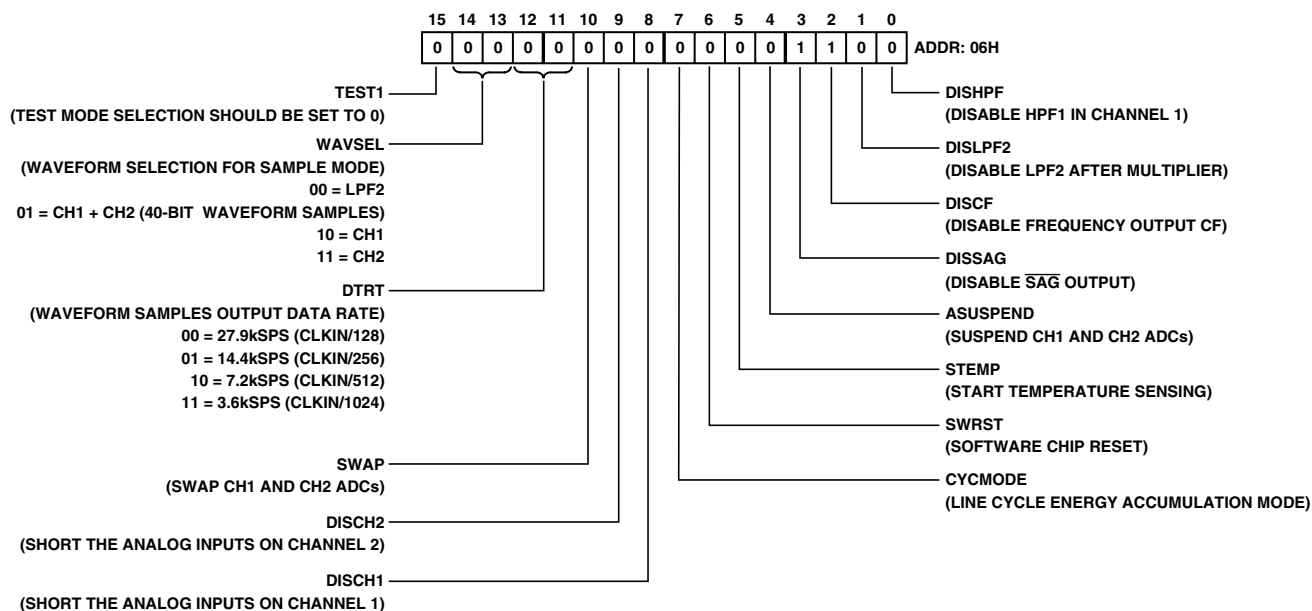 15 14 13 12 11 10 9 8 7 6 5 4 3 2 1 0
0 0 0 0 0 0 0 0 0 0 0 0 1 1 0 0 ADDR: 06H
TEST1
(TEST MODE SELECTION SHOULD BE SET TO 0)
WAVSEL
(WAVEFORM SELECTION FOR SAMPLE MODE)
00 = LPF2
01 = CH1 + CH2 (40-BIT WAVEFORM SAMPLES)
10 = CH1
11 = CH2
DTRT
(WAVEFORM SAMPLES OUTPUT DATA RATE)
00 = 27.9kSPS (CLKIN/128)
01 = 14.4kSPS (CLKIN/256)
10 = 7.2kSPS (CLKIN/512)
11 = 3.6kSPS (CLKIN/1024)
SWAP
(SWAP CH1 AND CH2 ADCs)
DISCH2
(SHORT THE ANALOG INPUTS ON CHANNEL 2)
DISCH1
(SHORT THE ANALOG INPUTS ON CHANNEL 1)
DISHPF
(DISABLE HPF1 IN CHANNEL 1)
DISLPF2
(DISABLE LPF2 AFTER MULTIPLIER)
DISCF
(DISABLE FREQUENCY OUTPUT CF)
DISSAG
(DISABLE S̅A̅G̅ OUTPUT)
ASUSPEND
(SUSPEND CH1 AND CH2 ADCs)
STEMP
(START TEMPERATURE SENSING)
SWRST
(SOFTWARE CHIP RESET)
CYCMODE
(LINE CYCLE ENERGY ACCUMULATION MODE)